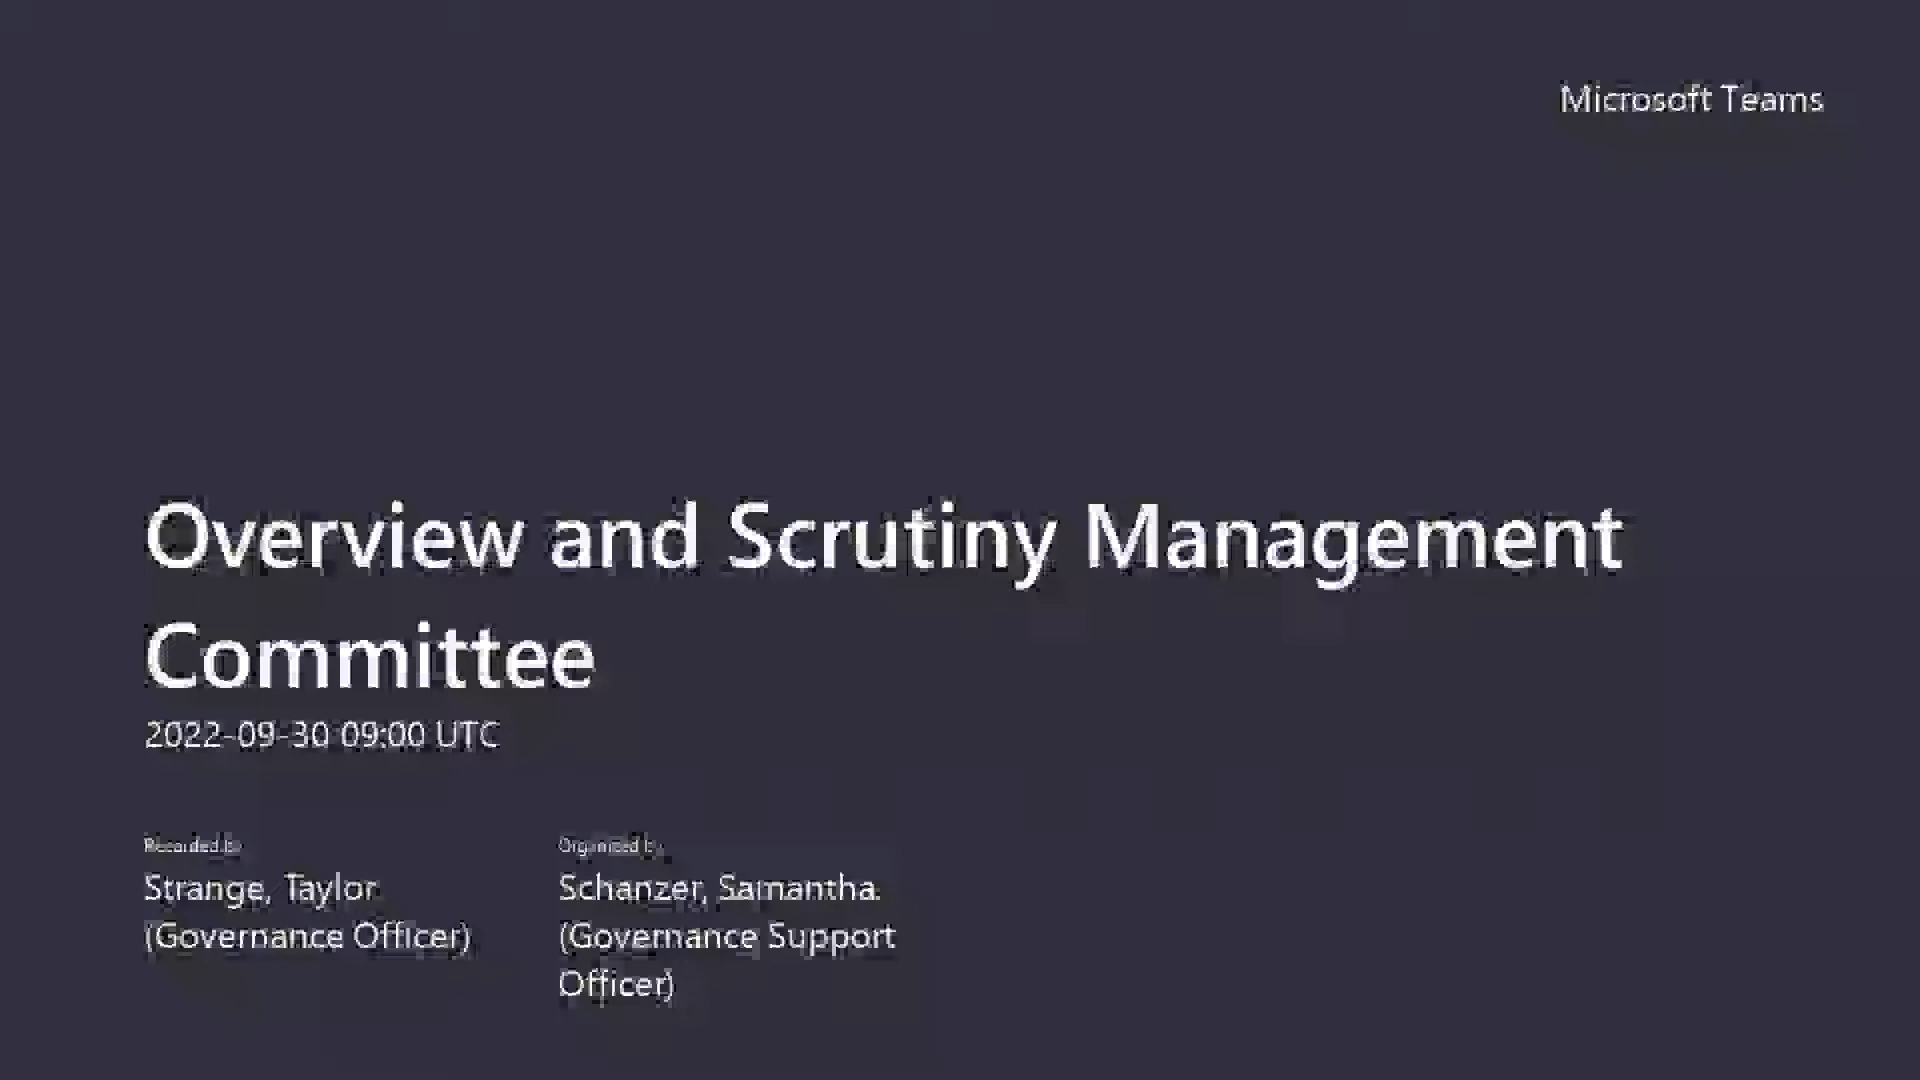 Microsoft Teams
Overview and Scrutiny Management
Committee
2022-09-30 09:00 UTC
Recorded by
Organized by
Strange, Taylor
Schanzer, Samantha
(Governance Officer)
(Governance Support
Officer)